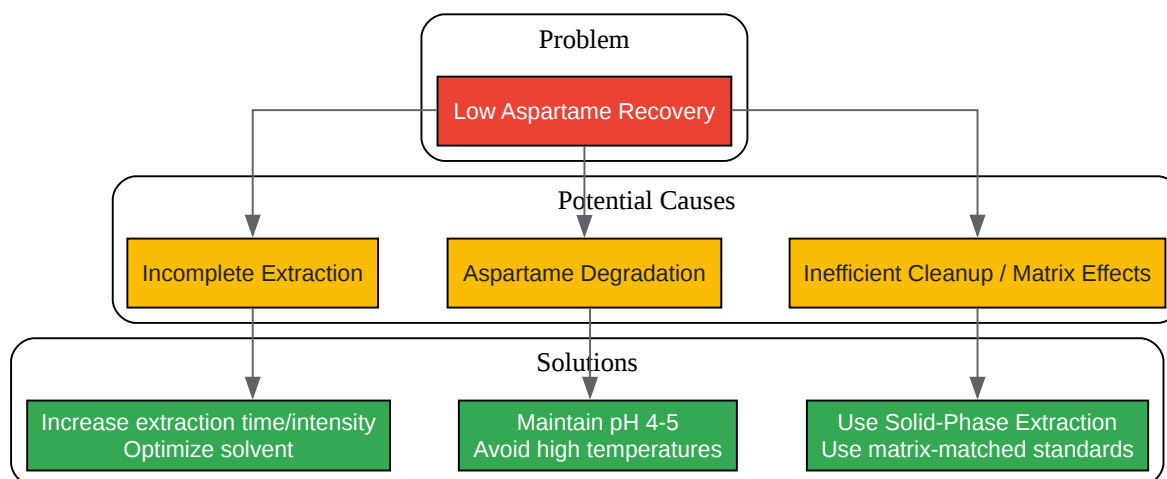 Problem
Low Aspartame Recovery
Potential Causes
Incomplete Extraction
Aspartame Degradation
Inefficient Cleanup / Matrix Effects
Solutions
Increase extraction time/intensity
Optimize solvent
Maintain pH 4-5
Avoid high temperatures
Use Solid-Phase Extraction
Use matrix-matched standards